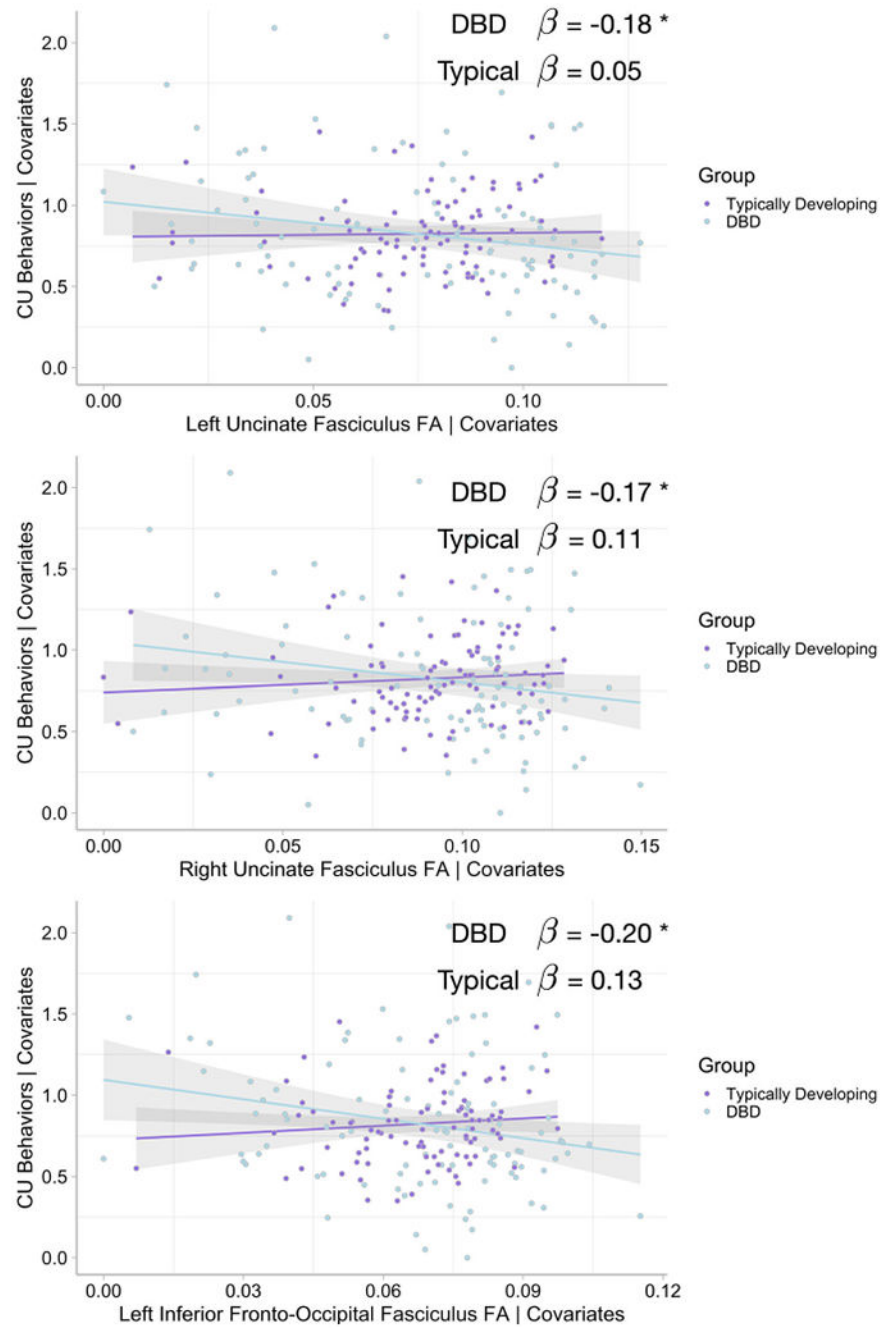 DBD β = -0.18 *
Typical β = 0.05
2.0
1.5
1.0
0.5
0.0
CU Behaviors | Covariates
0.00 0.05 0.10
Left Uncinate Fasciculus FA | Covariates
Group
Typically Developing
DBD
DBD β = -0.17 *
Typical β = 0.11
2.0
1.5
1.0
0.5
0.0
CU Behaviors | Covariates
0.00 0.05 0.10 0.15
Right Uncinate Fasciculus FA | Covariates
Group
Typically Developing
DBD
DBD β = -0.20 *
Typical β = 0.13
2.0
1.5
1.0
0.5
0.0
CU Behaviors | Covariates
0.00 0.03 0.06 0.09 0.12
Left Inferior Fronto-Occipital Fasciculus FA | Covariates
Group
Typically Developing
DBD